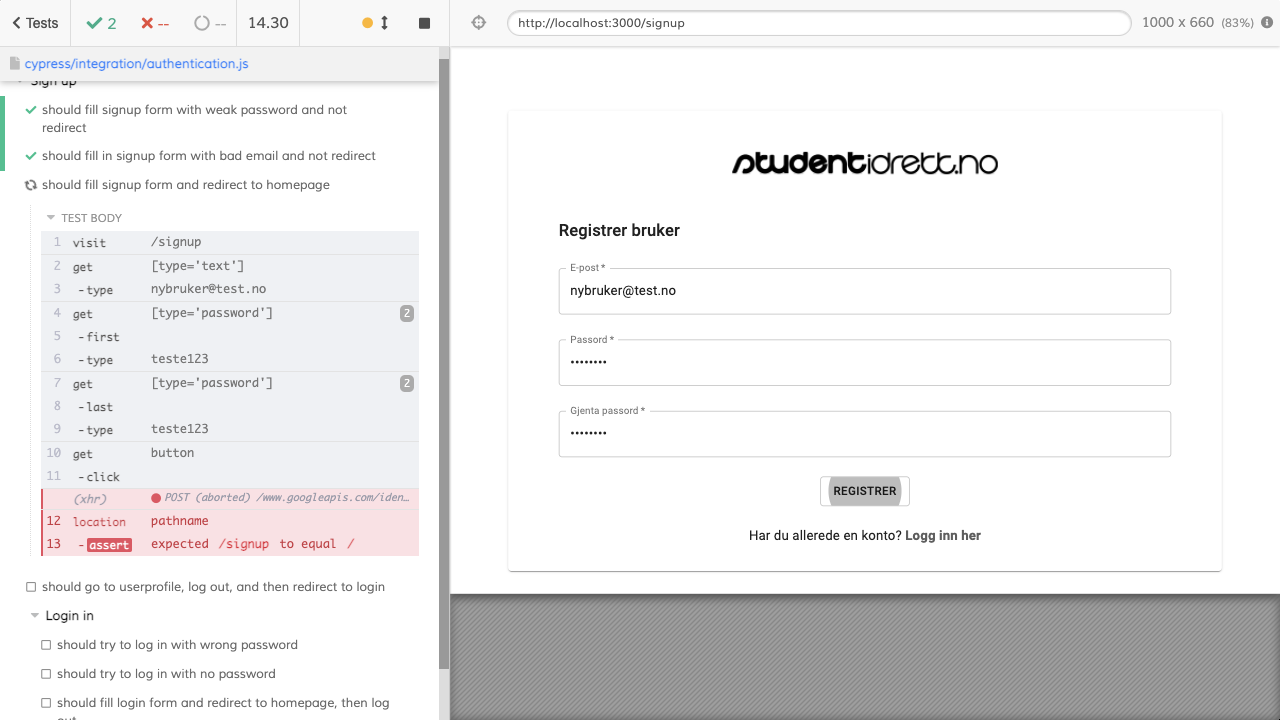 Tests
2
--
--
14.30
http://localhost:3000/signup
1000 x 660 (83%)
cypress/integration/authentication.js
Sign up
should fill signup form with weak password and not
redirect
should fill in signup form with bad email and not redirect
should fill signup form and redirect to homepage
TEST BODY
1 visit /signup
2 get [type='text']
3 -type nybruker@test.no
4 get [type='password'] 2
5 -first
6 -type teste123
7 get [type='password'] 2
8 -last
9 -type teste123
10 get button
11 -click
(xhr) POST (aborted) /www.googleapis.com/iden…
12 location pathname
13 -assert expected /signup to equal /
should go to userprofile, log out, and then redirect to login
Login in
should try to log in with wrong password
should try to log in with no password
should fill login form and redirect to homepage, then log
out
studentidrett.no
Registrer bruker
E-post *
nybruker@test.no
Passord *
••••••••
Gjenta passord *
••••••••
REGISTRER
Har du allerede en konto? Logg inn her